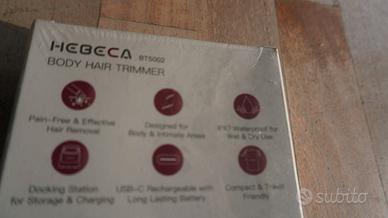 HEBECA
BODY HAIR TRIMMER BT5002
Pain-Free & Effective
Hair Removal
Designed for
Body & Intimate Areas
IPX7 Waterproof for
Wet & Dry Use
Docking Station
for Storage & Charging
USB-C Rechargeable with
Long Lasting Battery
Compact & Travel
Friendly
subito